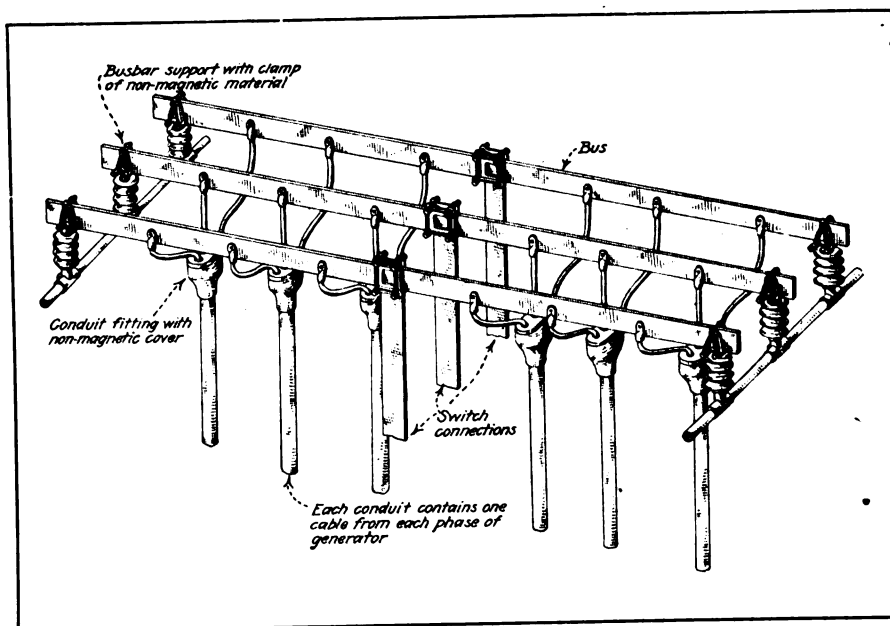 Busbar support with clamp
of non-magnetic material
Bus
Conduit fitting with
non-magnetic cover
Switch
connections
Each conduit contains one
cable from each phase of
generator